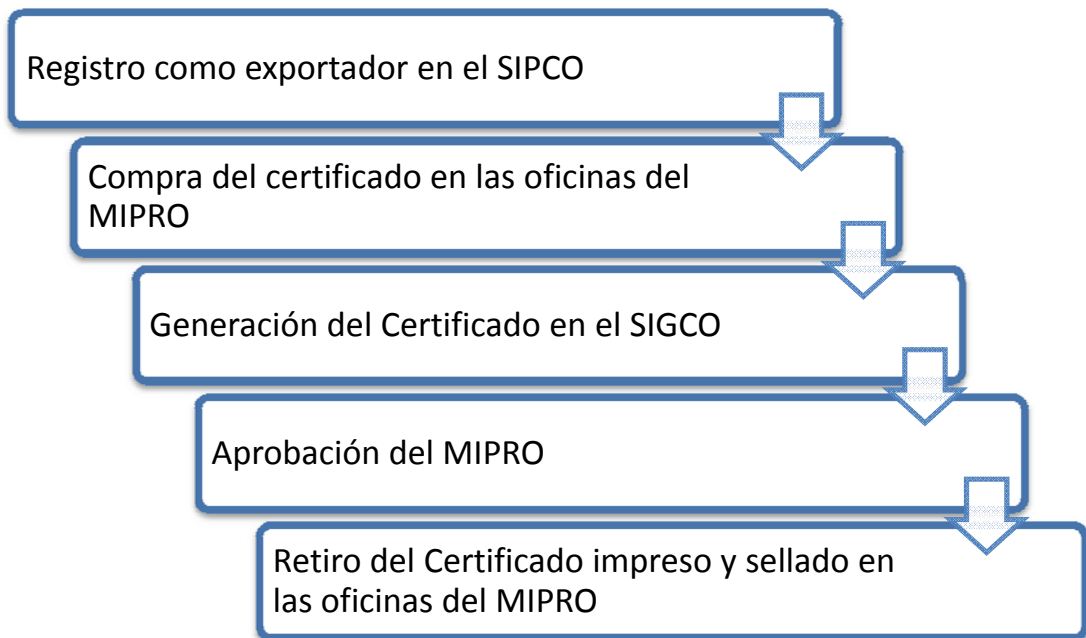 Registro como exportador en el SIPCO
Compra del certificado en las oficinas del
MIPRO
Generación del Certificado en el SIGCO
Aprobación del MIPRO
Retiro del Certificado impreso y sellado en
las oficinas del MIPRO